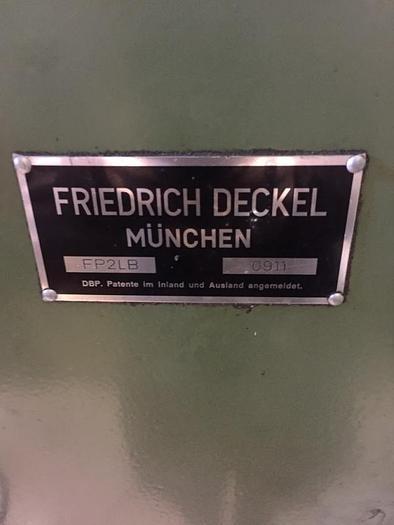 FRIEDRICH DECKEL
MÜNCHEN
FP2LB 0911
DBP. Patente im Inland und Ausland angemeldet.